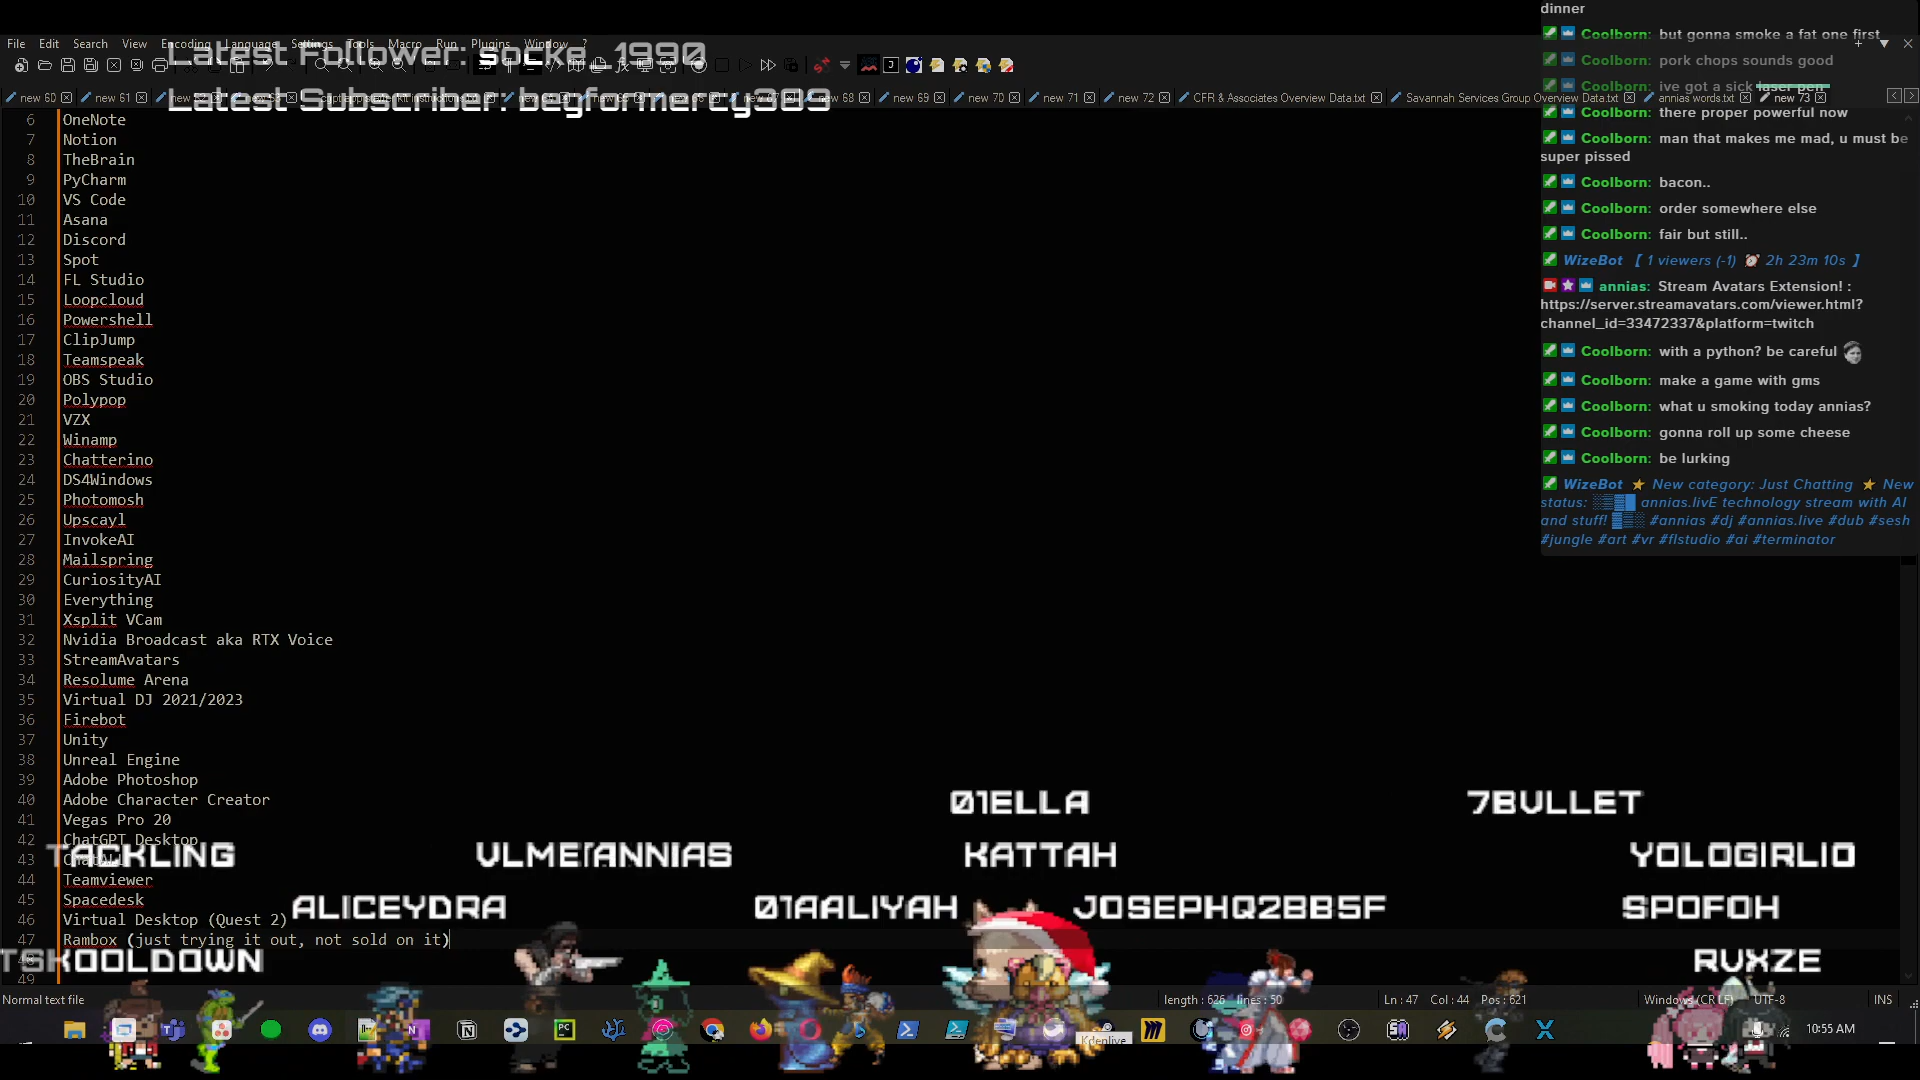 File Edit Search View Encoding Language Settings Tools Macro Run Plugins Window ?
Latest Follower: socke_1990
Latest Subscriber:
new 60 new 61 new 68 new 69 new 70 new 71 new 72 CFR & Associates Overview Data.txt Savannah Services Group Overview Data.txt annias words.txt new 73
6 OneNote
7 Notion
8 TheBrain
9 PyCharm
10 VS Code
11 Asana
12 Discord
13 Spot
14 FL Studio
15 Loopcloud
16 Powershell
17 ClipJump
18 Teamspeak
19 OBS Studio
20 Polypop
21 VZX
22 Winamp
23 Chatterino
24 DS4Windows
25 Photomosh
26 Upscayl
27 InvokeAI
28 Mailspring
29 CuriosityAI
30 Everything
31 Xsplit VCam
32 Nvidia Broadcast aka RTX Voice
33 StreamAvatars
34 Resolume Arena
35 Virtual DJ 2021/2023
36 Firebot
37 Unity
38 Unreal Engine
39 Adobe Photoshop
40 Adobe Character Creator
41 Vegas Pro 20
42 ChatGPT Desktop
43
44 Teamviewer
45 Spacedesk
46 Virtual Desktop (Quest 2)
47 Rambox (just trying it out, not sold on it)
49
dinner
Coolborn: but gonna smoke a fat one first
Coolborn: pork chops sounds good
Coolborn: ive got a sick laser pen
Coolborn: there proper powerful now
Coolborn: man that makes me mad, u must be
super pissed
Coolborn: bacon..
Coolborn: order somewhere else
Coolborn: fair but still..
WizeBot 【 1 viewers (-1) ⏰ 2h 23m 10s 】
annias: Stream Avatars Extension! :
https://server.streamavatars.com/viewer.html?
channel_id=33472337&platform=twitch
Coolborn: with a python? be careful
Coolborn: make a game with gms
Coolborn: what u smoking today annias?
Coolborn: gonna roll up some cheese
Coolborn: be lurking
WizeBot ★ New category: Just Chatting ★ New
status: ░▒▓█ annias.livE technology stream with AI
and stuff! ▓▒░ #annias #dj #annias.live #dub #sesh
#jungle #art #vr #flstudio #ai #terminator
01ELLA
7BVLLET
TACKLING
ANNIAS
KATTAH
YOLOGIRLIO
ALICEYDRA
01AALIYAH
JOSEPHQ2BB5F
SPOFOH
TSKOOLDOWN
RVXZE
Normal text file length : 626 lines : 50 Ln : 47 Col : 44 Pos : 621 Windows (CR LF) UTF-8 INS
Kdenlive
10:55 AM